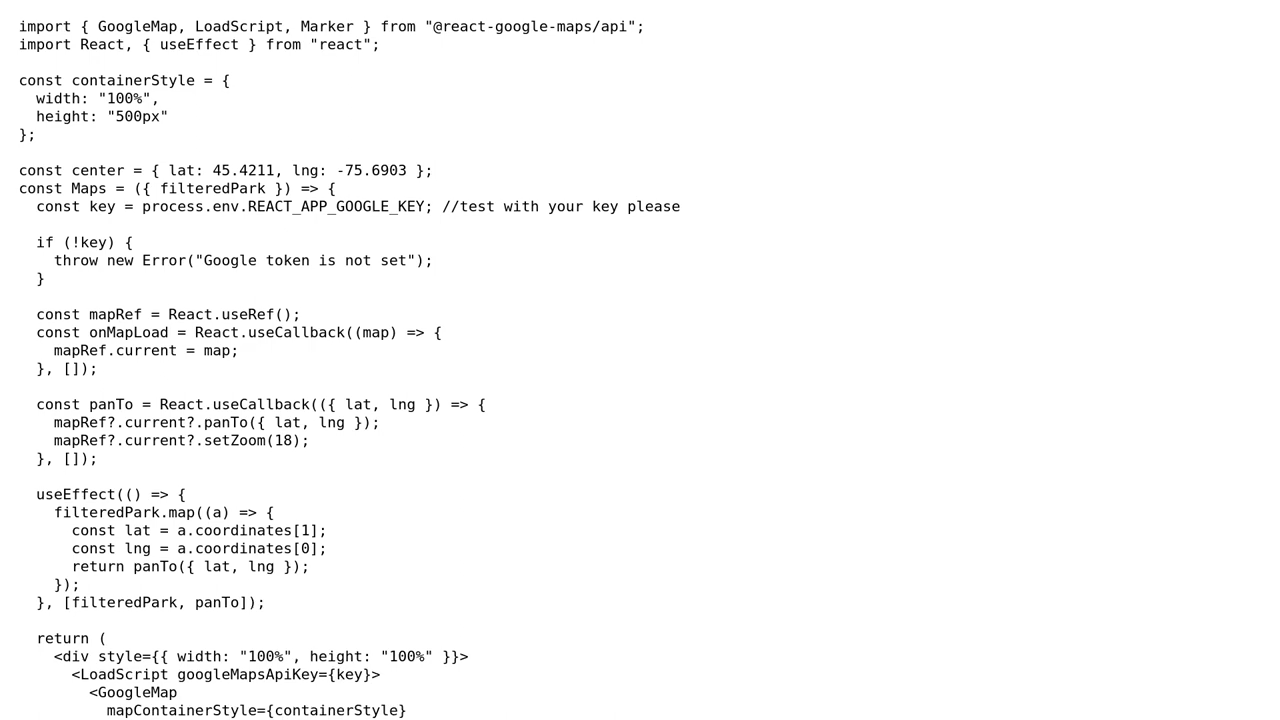 import { GoogleMap, LoadScript, Marker } from "@react-google-maps/api";
import React, { useEffect } from "react";

const containerStyle = {
  width: "100%",
  height: "500px"
};

const center = { lat: 45.4211, lng: -75.6903 };
const Maps = ({ filteredPark }) => {
  const key = process.env.REACT_APP_GOOGLE_KEY; //test with your key please

  if (!key) {
    throw new Error("Google token is not set");
  }

  const mapRef = React.useRef();
  const onMapLoad = React.useCallback((map) => {
    mapRef.current = map;
  }, []);

  const panTo = React.useCallback(({ lat, lng }) => {
    mapRef?.current?.panTo({ lat, lng });
    mapRef?.current?.setZoom(18);
  }, []);

  useEffect(() => {
    filteredPark.map((a) => {
      const lat = a.coordinates[1];
      const lng = a.coordinates[0];
      return panTo({ lat, lng });
    });
  }, [filteredPark, panTo]);

  return (
    <div style={{ width: "100%", height: "100%" }}>
      <LoadScript googleMapsApiKey={key}>
        <GoogleMap
          mapContainerStyle={containerStyle}